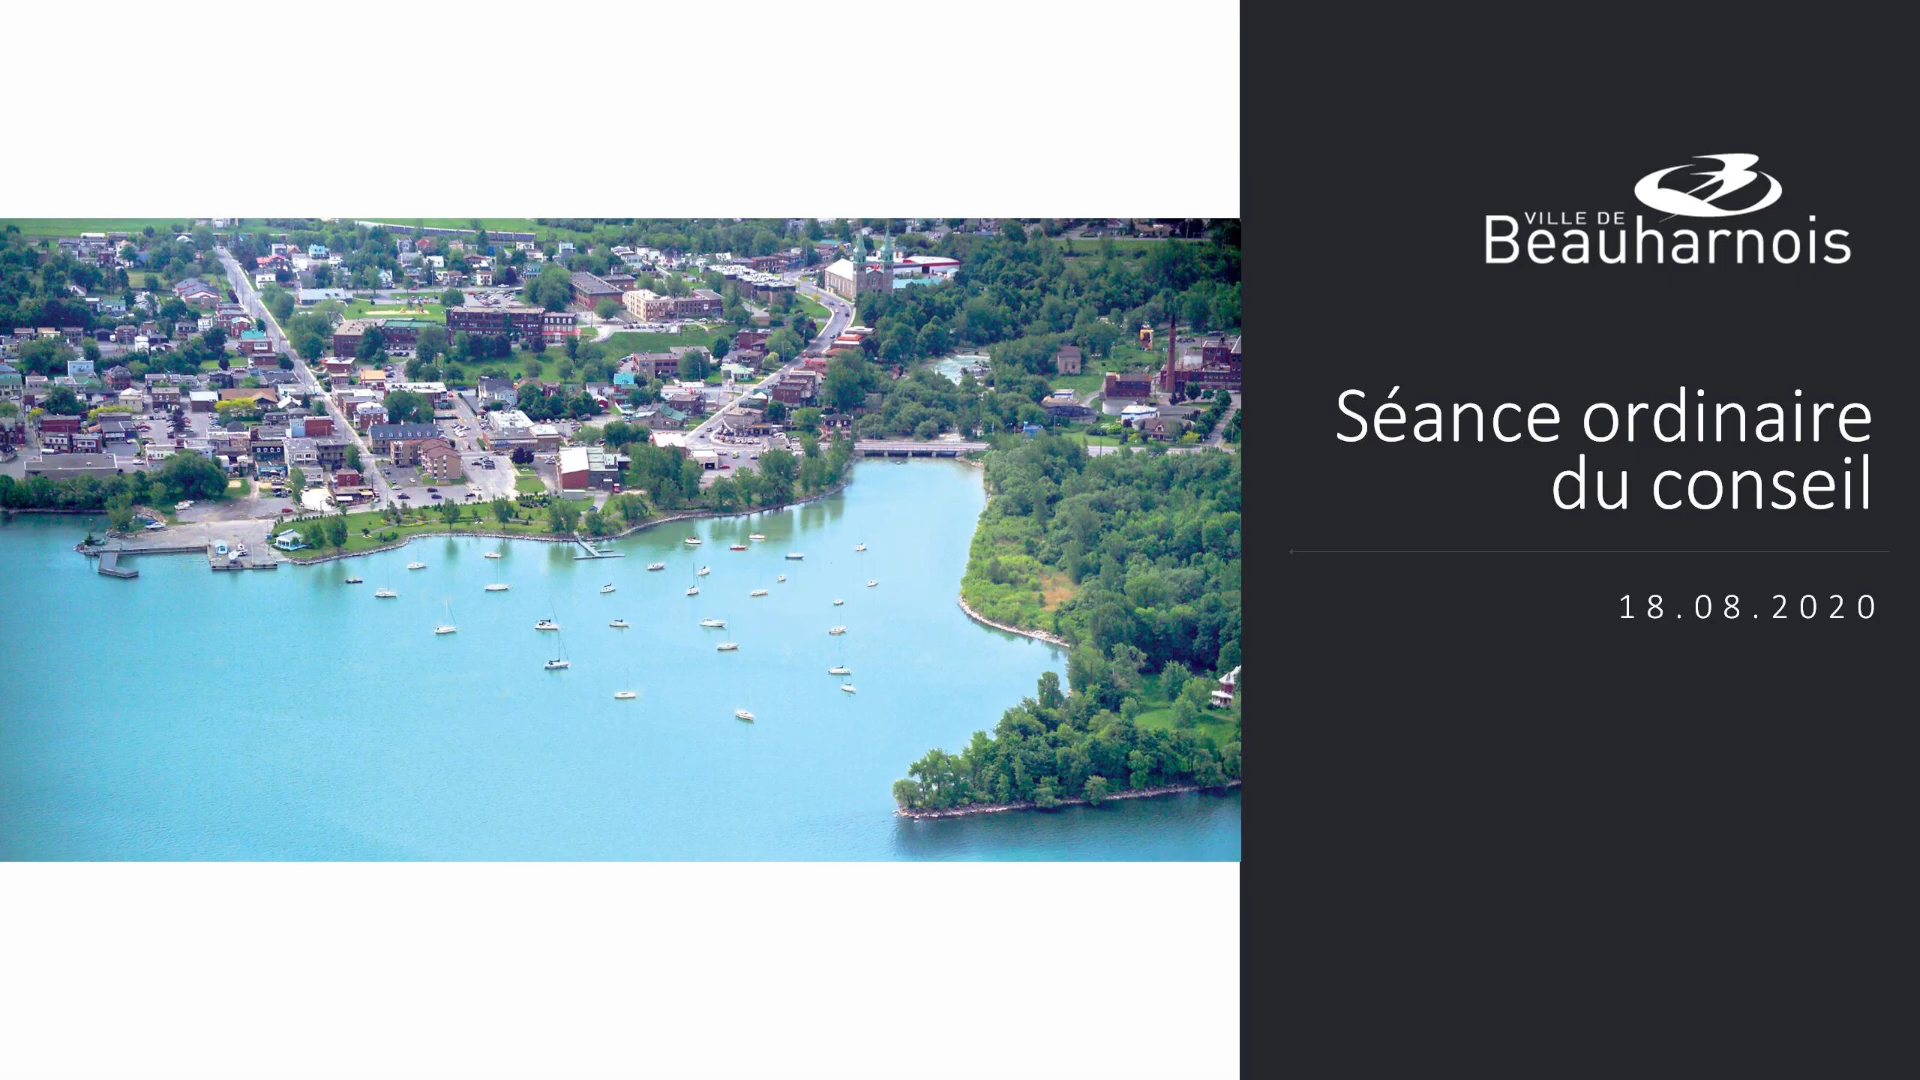 VILLE DE
Beauharnois
Séance ordinaire
du conseil
18.08.2020